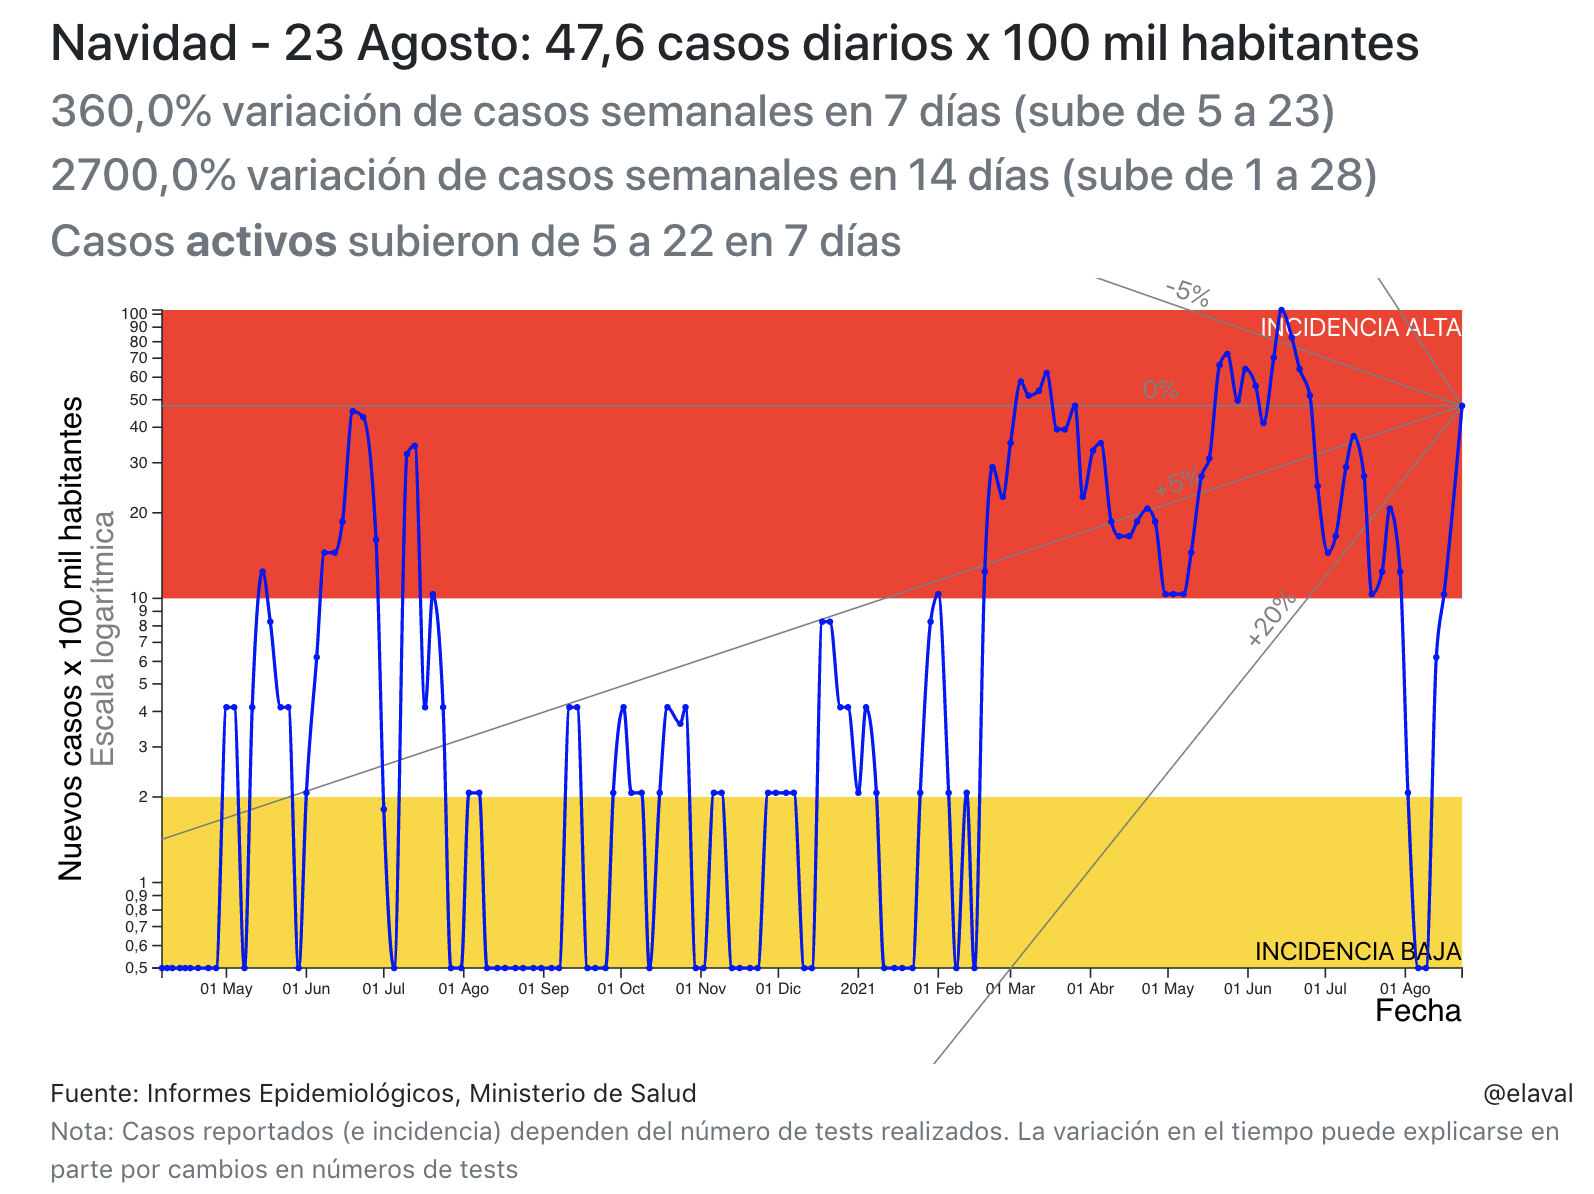 Navidad - 23 Agosto: 47,6 casos diarios x 100 mil habitantes
360,0% variación de casos semanales en 7 días (sube de 5 a 23)
2700,0% variación de casos semanales en 14 días (sube de 1 a 28)
Casos activos subieron de 5 a 22 en 7 días
-5%
INCIDENCIA ALTA
0%
+5%
+20%
INCIDENCIA BAJA
Nuevos casos x 100 mil habitantes
Escala logarítmica
100
90
80
70
60
50
40
30
20
10
9
8
7
6
5
4
3
2
1
0,9
0,8
0,7
0,6
0.5
01 May
01 Jun
01 Jul
01 Ago
01 Sep
01 Oct
01 Nov
01 Dic
2021
01 Feb
01 Mar
01 Abr
01 May
01 Jun
01 Jul
01 Ago
Fecha
Fuente: Informes Epidemiológicos, Ministerio de Salud
@elaval
Nota: Casos reportados (e incidencia) dependen del número de tests realizados. La variación en el tiempo puede explicarse en
parte por cambios en números de tests